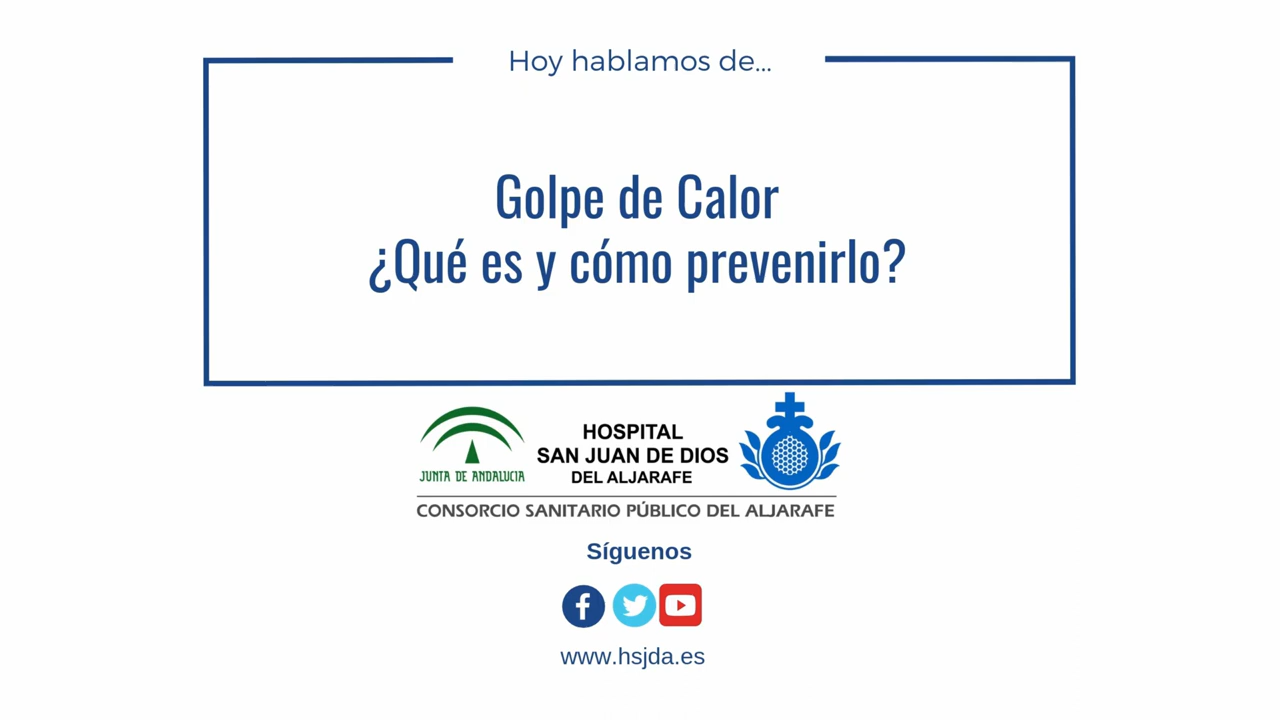 Hoy hablamos de...
Golpe de Calor
¿Qué es y cómo prevenirlo?
JUNTA DE ANDALUCIA
HOSPITAL
SAN JUAN DE DIOS
DEL ALJARAFE
CONSORCIO SANITARIO PÚBLICO DEL ALJARAFE
Síguenos
www.hsjda.es